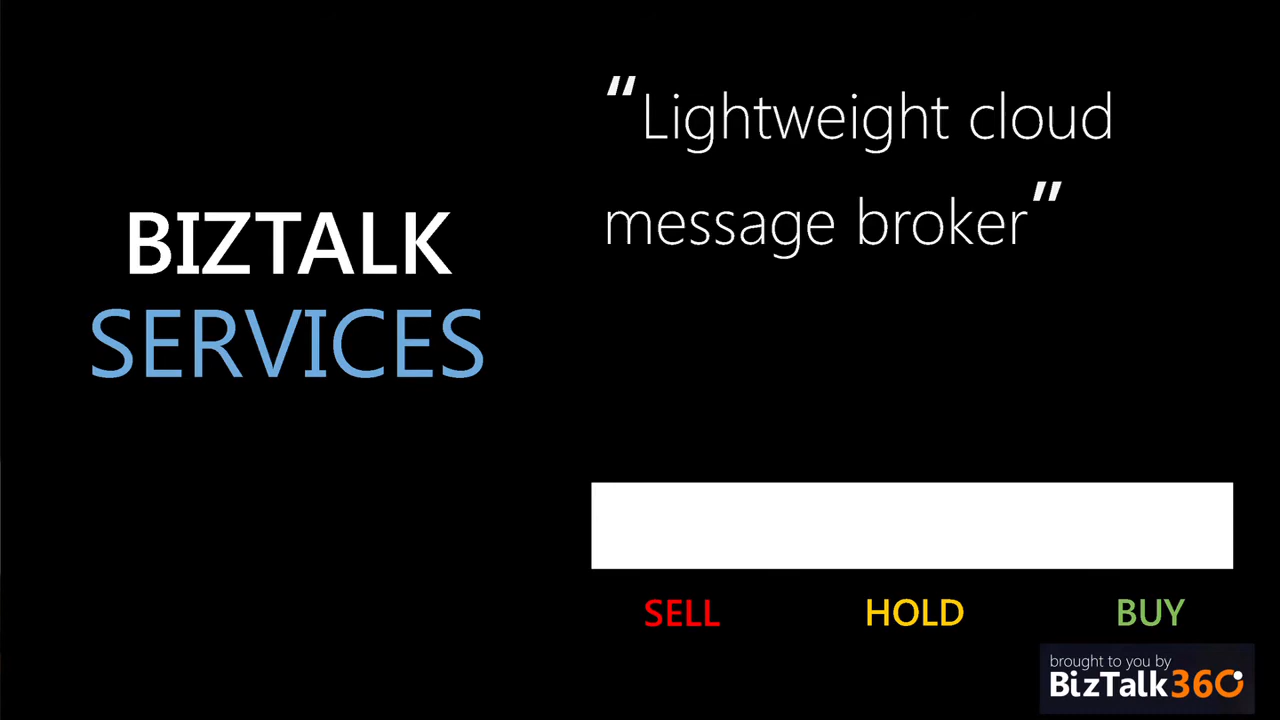 BIZTALK
SERVICES
“Lightweight cloud
message broker”
SELL HOLD BUY
brought to you by
BizTalk360